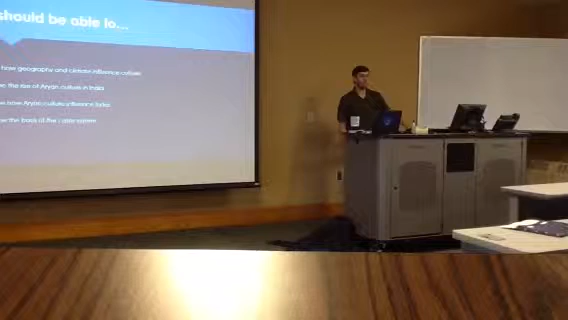 should be able to...
how geography and climate influence culture
the rise of Aryan culture in India
how Aryan culture influence India
the basis of the caste system